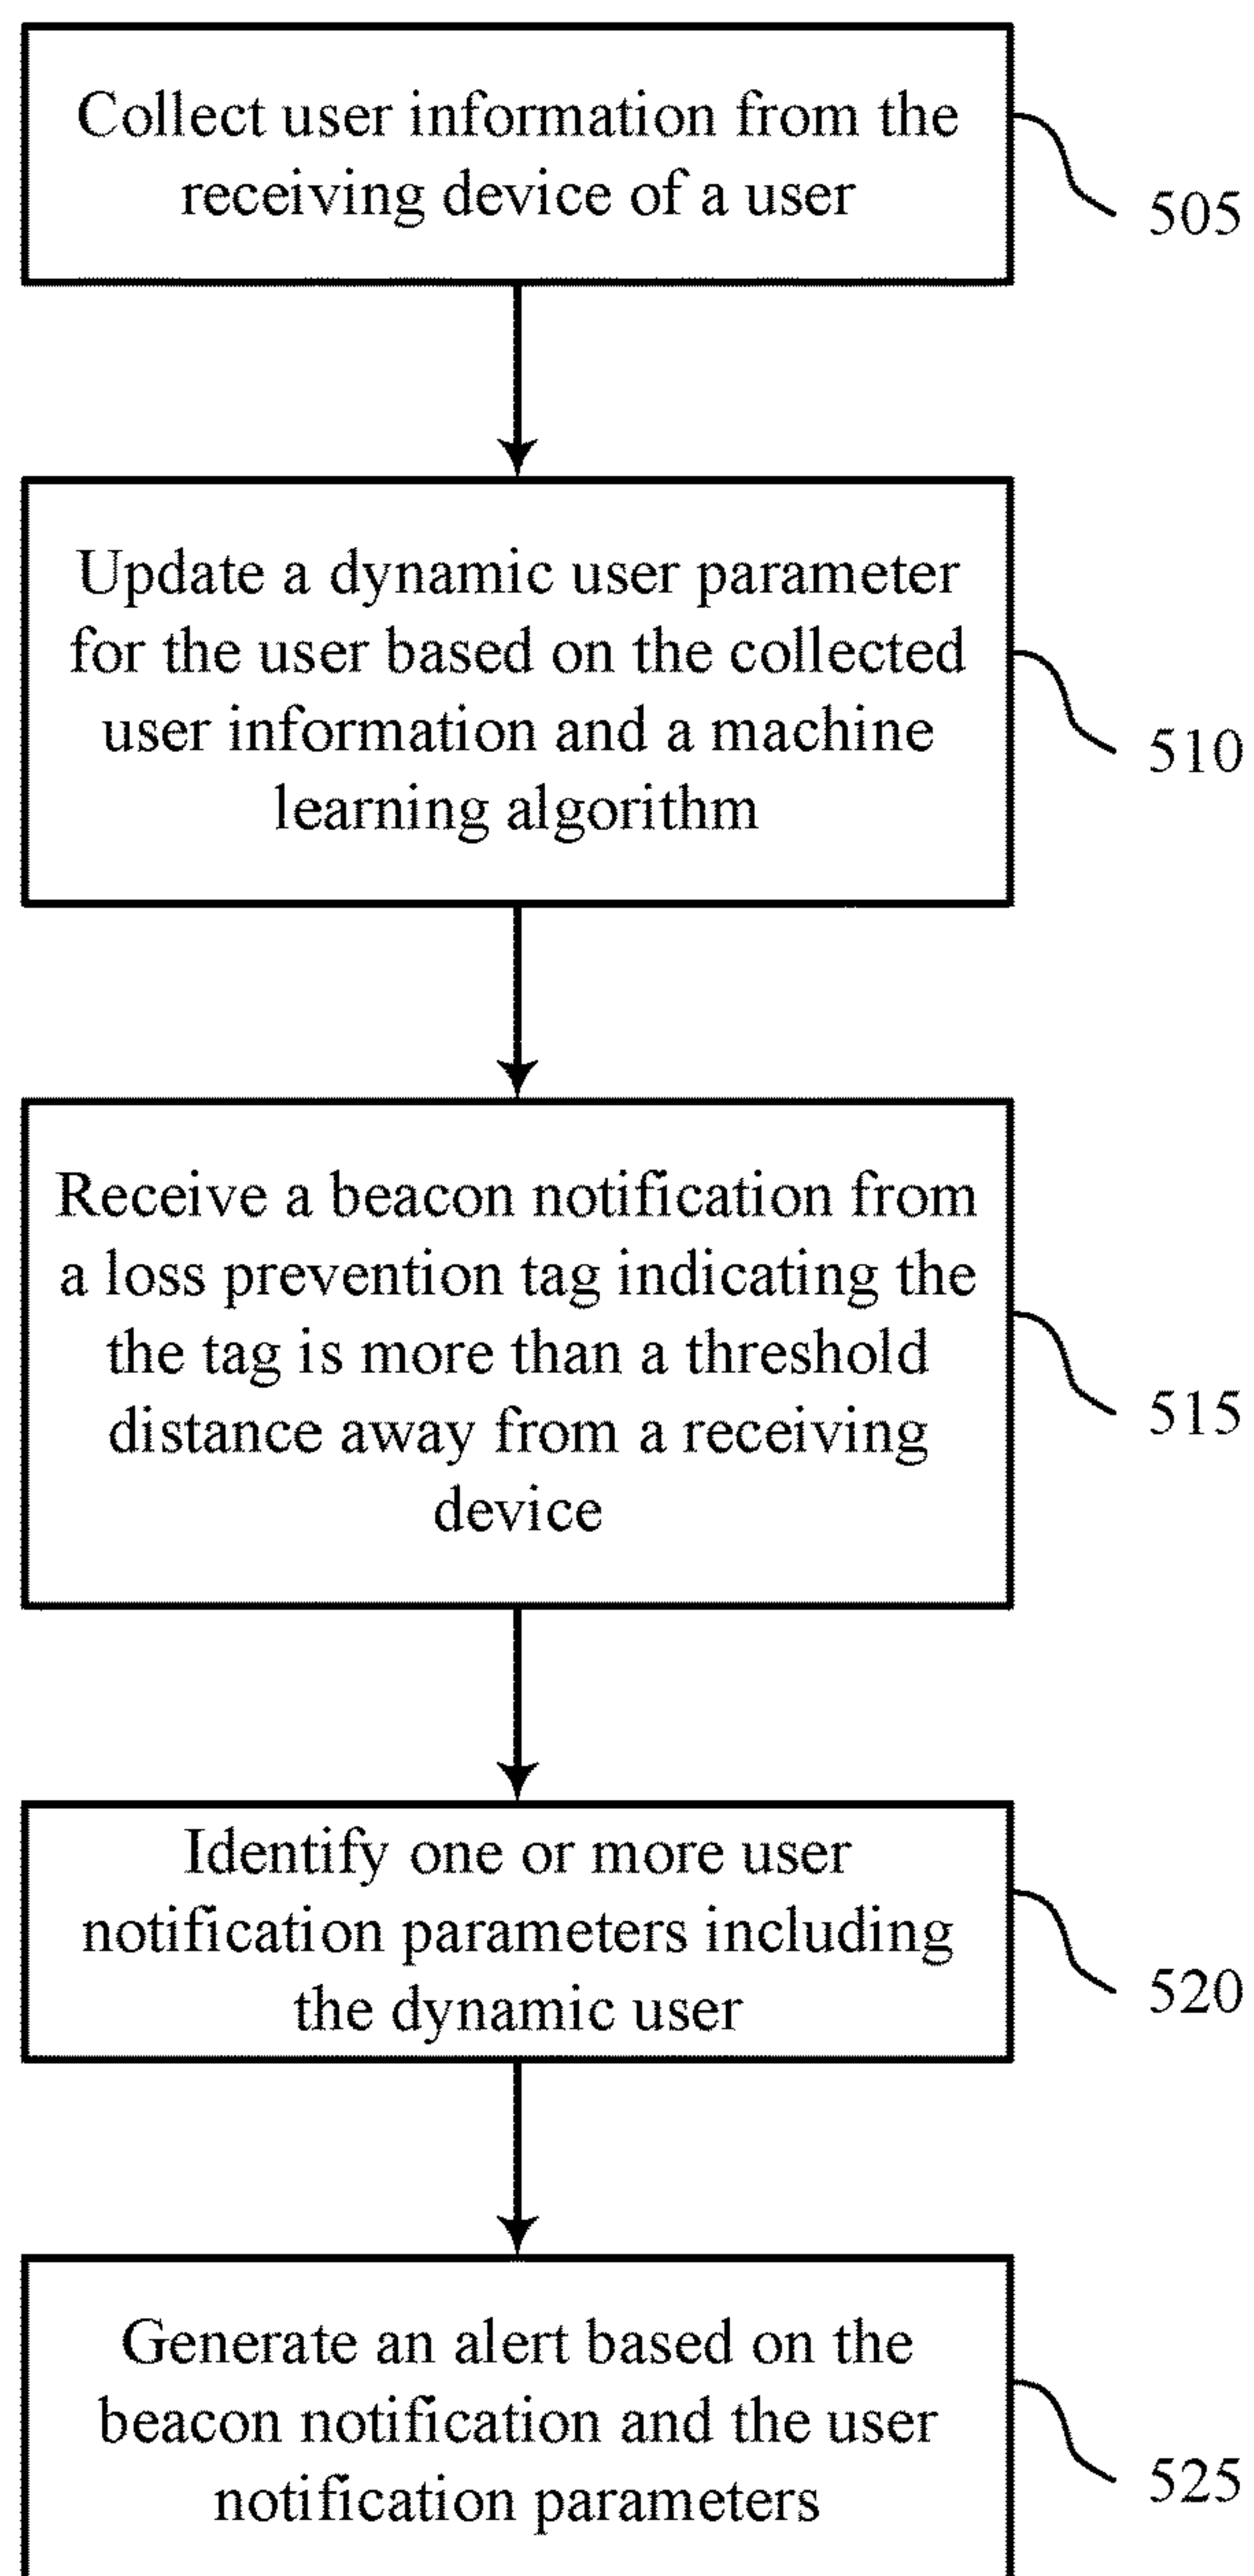 Collect user information from the
receiving device of a user
505
Update a dynamic user parameter
for the user based on the collected
user information and a machine
learning algorithm
510
Receive a beacon notification from
a loss prevention tag indicating the
the tag is more than a threshold
distance away from a receiving
device
515
Identify one or more user
notification parameters including
the dynamic user
520
Generate an alert based on the
beacon notification and the user
notification parameters
525